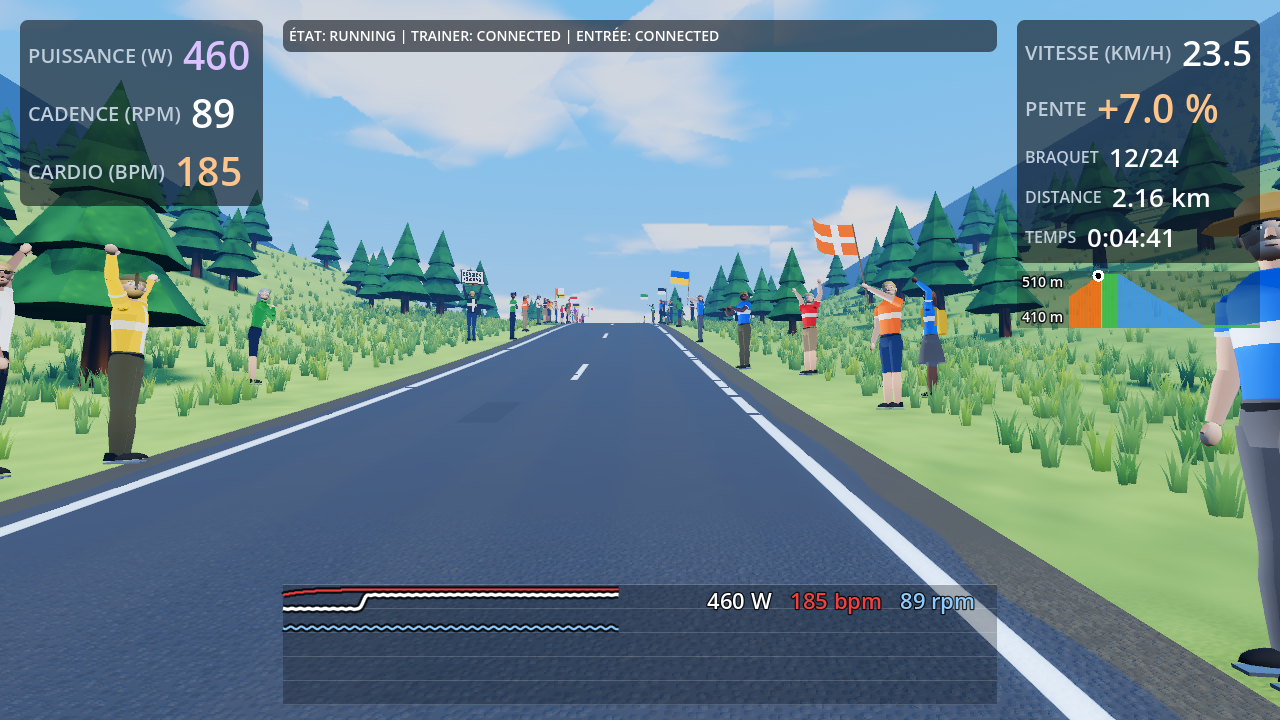 PUISSANCE (W) 460
CADENCE (RPM) 89
CARDIO (BPM) 185
ÉTAT: RUNNING | TRAINER: CONNECTED | ENTRÉE: CONNECTED
VITESSE (KM/H) 23.5
PENTE +7.0 %
BRAQUET 12/24
DISTANCE 2.16 km
TEMPS 0:04:41
510 m
410 m
460 W 185 bpm 89 rpm